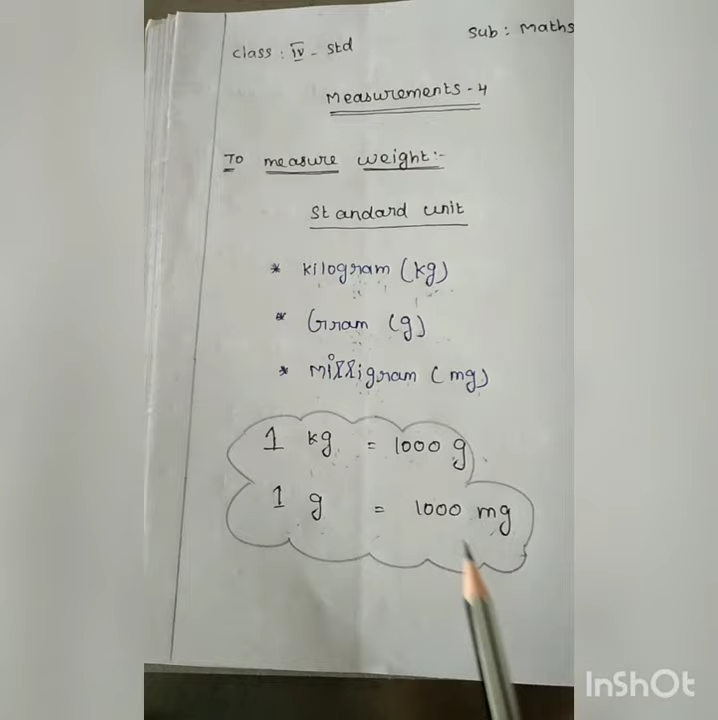 Class : IV - Std
Sub : Maths
Measurements - 4
To measure weight :-
Standard unit
* kilogram (kg)
* Gram (g)
* Milligram (mg)
1 kg = 1000 g
1 g = 1000 mg
InShOt